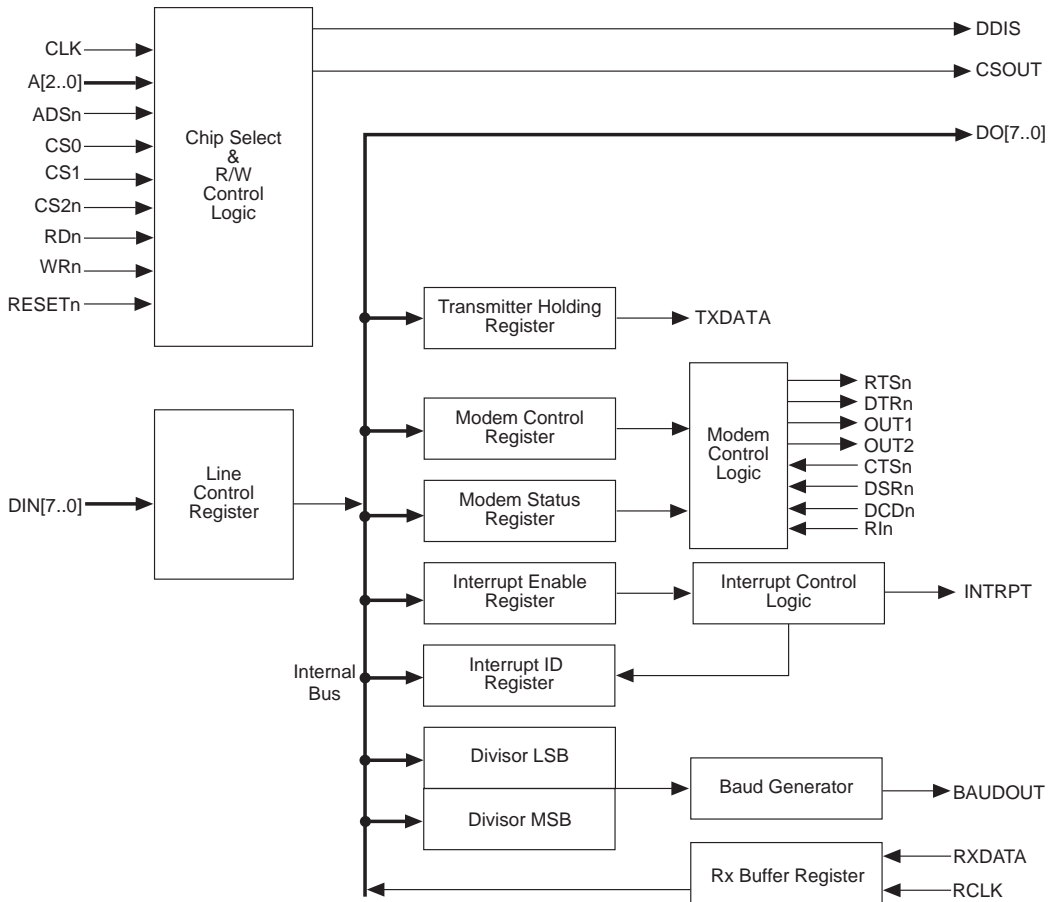 CLK
A[2..0]
ADSn
CS0
CS1
CS2n
RDn
WRn
RESETn
Chip Select
&
R/W
Control
Logic
DDIS
CSOUT
DO[7..0]
Transmitter Holding
Register
TXDATA
Modem Control
Register
Modem
Control
Logic
RTSn
DTRn
OUT1
OUT2
CTSn
DSRn
DCDn
RIn
DIN[7..0]
Line
Control
Register
Modem Status
Register
Interrupt Enable
Register
Interrupt Control
Logic
INTRPT
Internal
Bus
Interrupt ID
Register
Divisor LSB
Divisor MSB
Baud Generator
BAUDOUT
Rx Buffer Register
RXDATA
RCLK